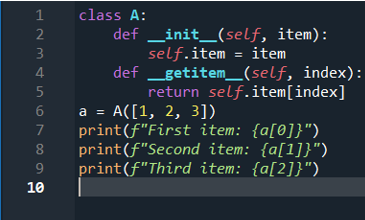 1 class A:
2     def __init__(self, item):
3         self.item = item
4     def __getitem__(self, index):
5         return self.item[index]
6 a = A([1, 2, 3])
7 print(f"First item: {a[0]}")
8 print(f"Second item: {a[1]}")
9 print(f"Third item: {a[2]}")
10